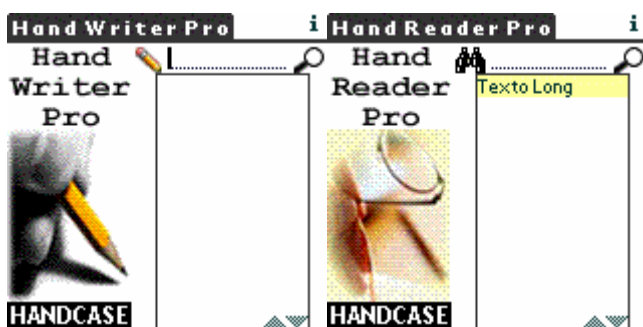 Hand Writer Pro
i
Hand
Writer
Pro
HANDCASE
Hand Reader Pro
i
Hand
Reader
Pro
Texto Long
HANDCASE